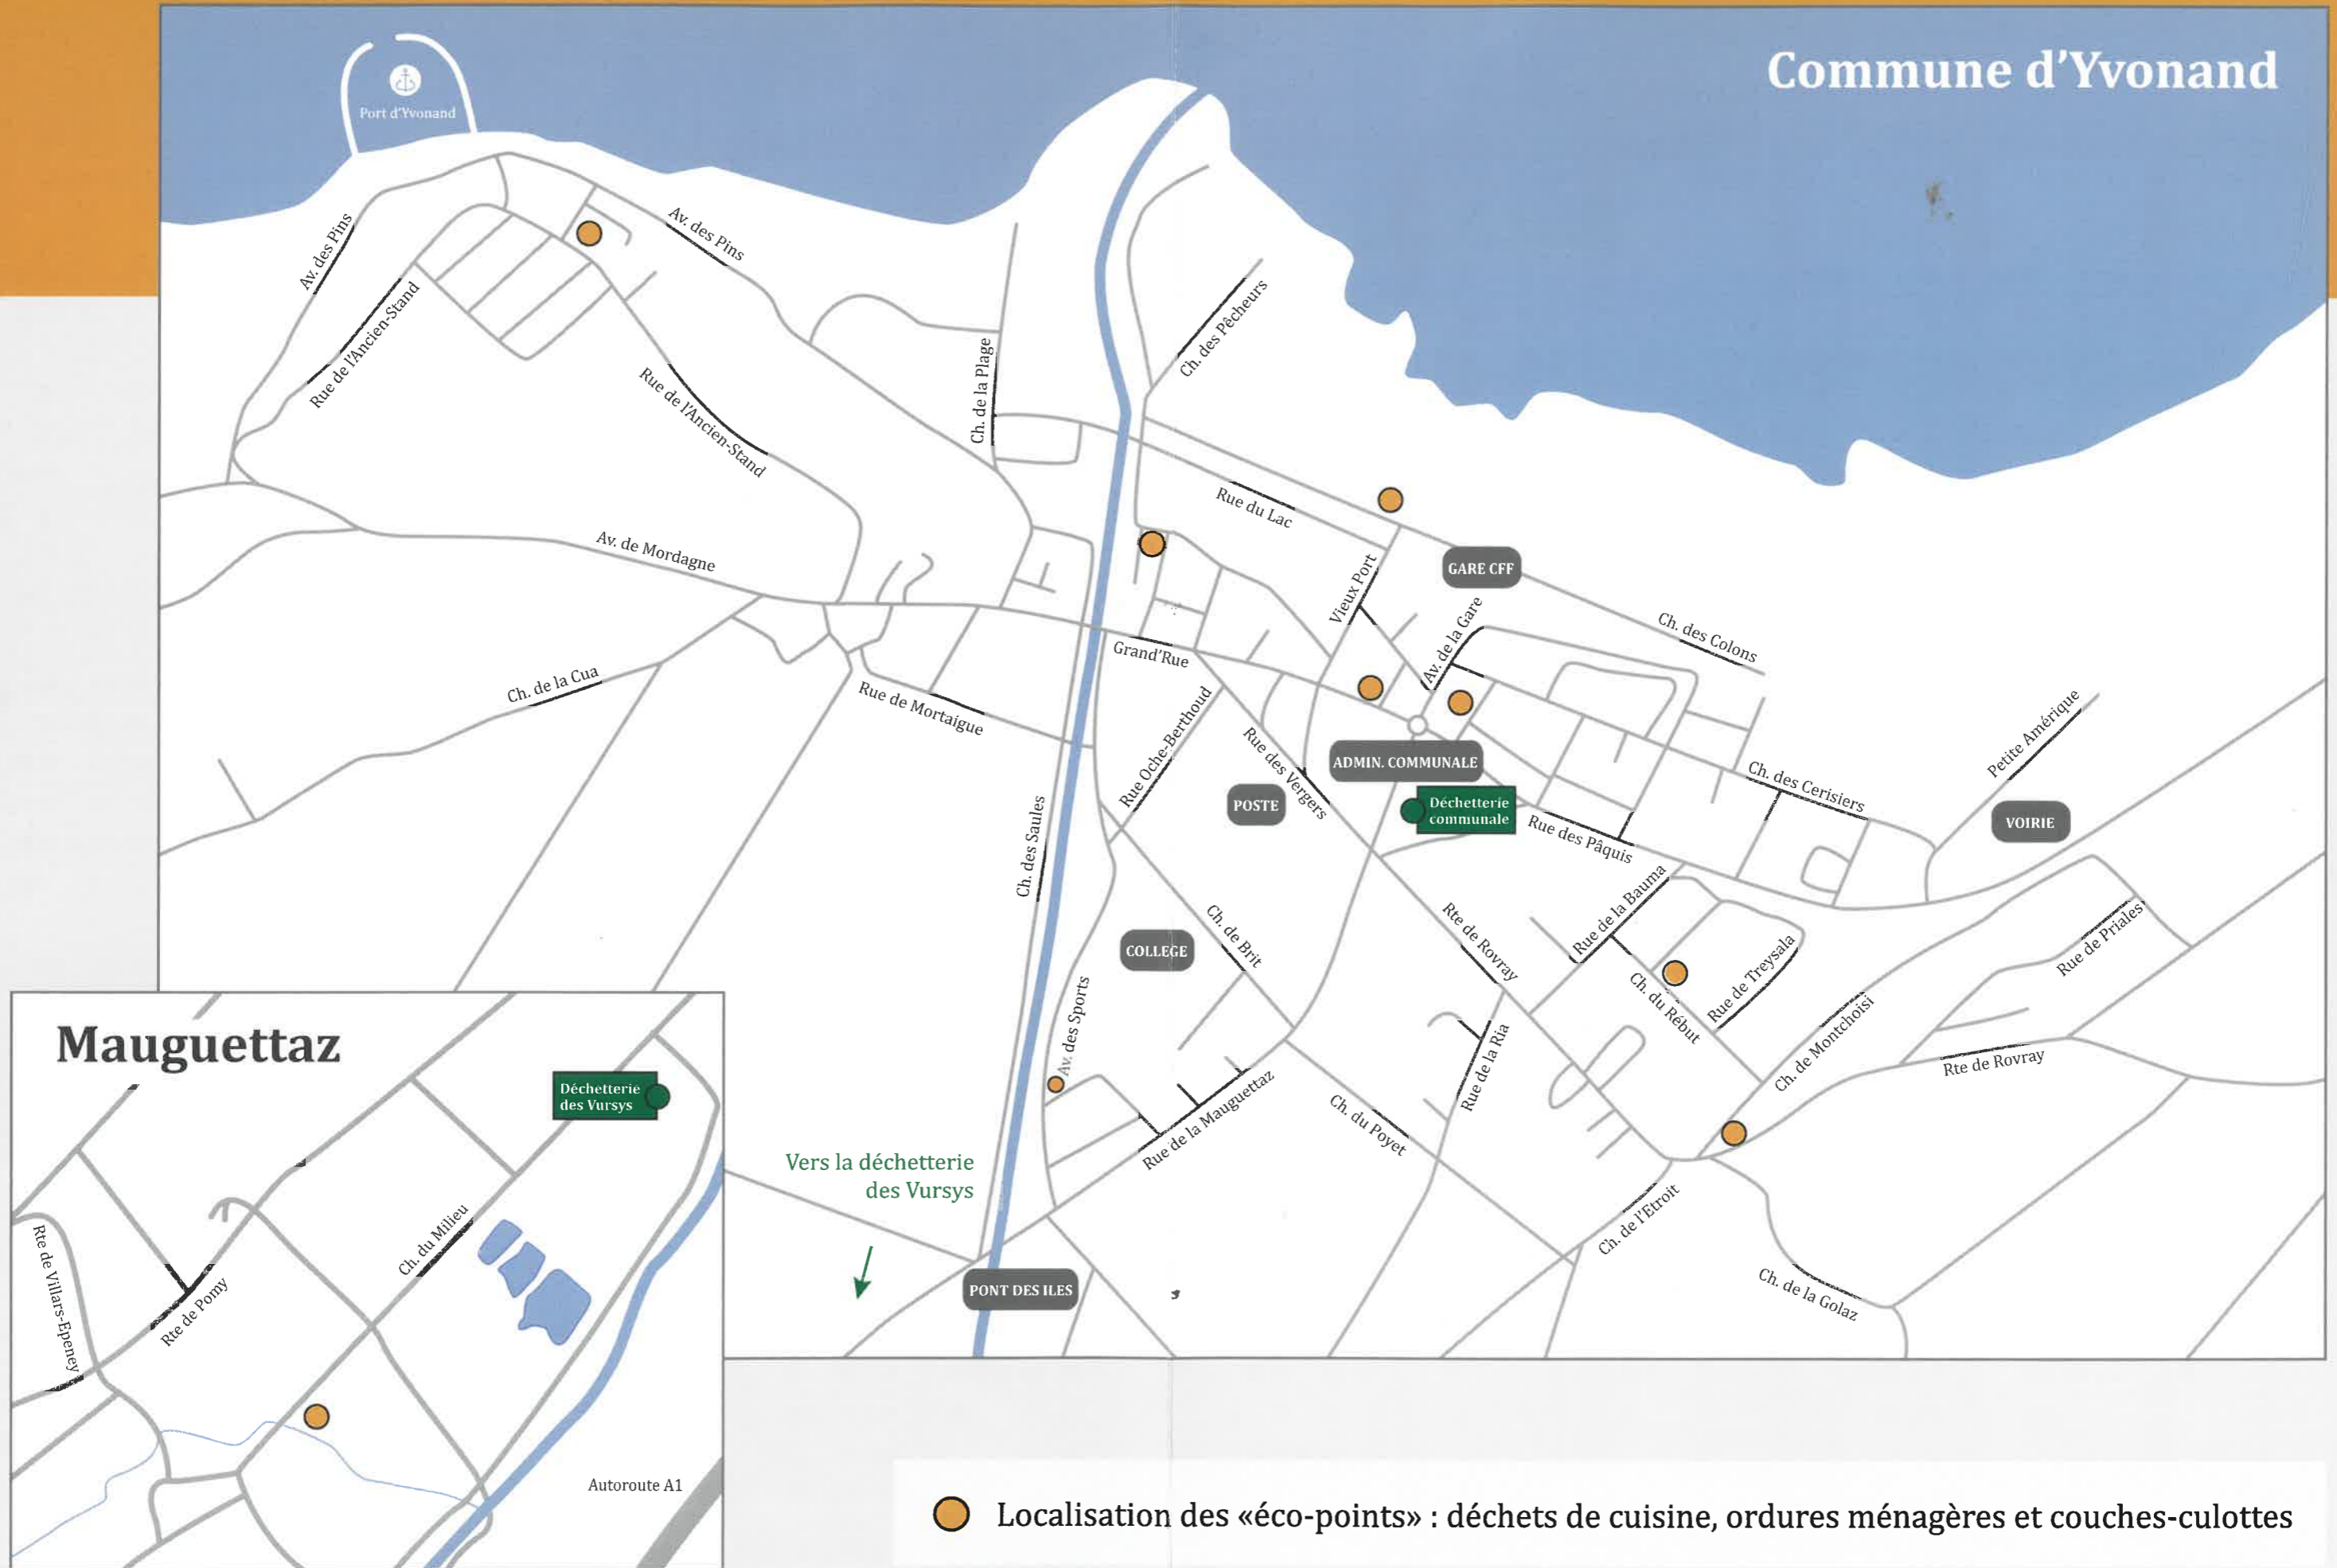 Commune d'Yvonand
Port d'Yvonand
Av. des Pins
Av. des Pins
Rue de l'Ancien-Stand
Rue de l'Ancien-Stand
Ch. de la Plage
Ch. des Pêcheurs
Rue du Lac
Vieux Port
GARE CFF
Av. de la Gare
Ch. des Colons
Av. de Mordagne
Grand'Rue
Ch. de la Cua
Rue de Mortaigue
Rue Oche-Berthoud
Rue des Vergers
ADMIN. COMMUNALE
POSTE
Déchetterie
communale
Rue des Pâquis
Ch. des Cerisiers
Petite Amérique
VOIRIE
Ch. des Saules
COLLEGE
Ch. de Brit
Rte de Rovray
Rue de la Bauma
Rue de Treysala
Ch. du Rébut
Rue de Priales
Ch. de Montchoisi
Rte de Rovray
Av. des Sports
Rue de la Mauguettaz
Ch. du Poyet
Rue de la Ria
Ch. de l'Etroit
Ch. de la Golaz
Vers la déchetterie
des Vursys
PONT DES ILES
Mauguettaz
Déchetterie
des Vursys
Ch. du Milieu
Rte de Villars-Epeney
Rte de Pomy
Autoroute A1
Localisation des «éco-points» : déchets de cuisine, ordures ménagères et couches-culottes